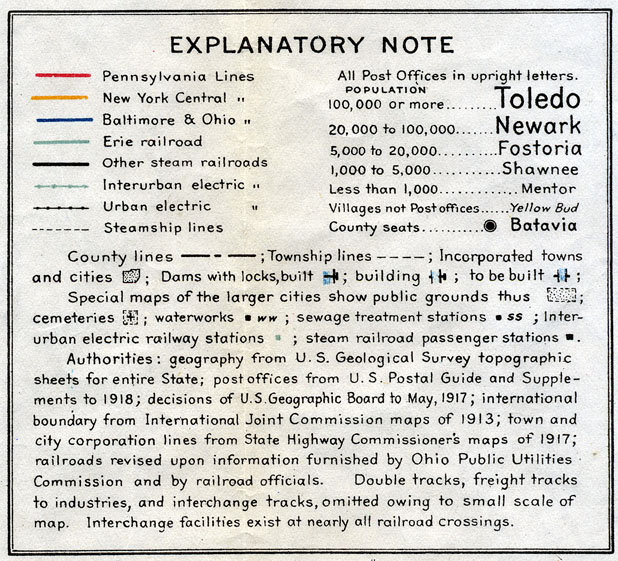 EXPLANATORY NOTE
Pennsylvania Lines
New York Central "
Baltimore & Ohio "
Erie railroad
Other steam railroads
Interurban electric "
Urban electric "
Steamship lines
All Post Offices in upright letters.
POPULATION
100,000 or more....... Toledo
20,000 to 100,000...... Newark
5,000 to 20,000......... Fostoria
1,000 to 5,000.......... Shawnee
Less than 1,000............ Mentor
Villages not Post offices......Yellow Bud
County seats......... Batavia
County lines ; Township lines ; Incorporated towns
and cities ; Dams with locks, built ; building ; to be built ;
Special maps of the larger cities show public grounds thus ;
cemeteries ; waterworks ww ; sewage treatment stations ss ; Inter-
urban electric railway stations ; steam railroad passenger stations .
Authorities: geography from U.S. Geological Survey topographic
sheets for entire State; post offices from U.S. Postal Guide and Supple-
ments to 1918; decisions of U.S. Geographic Board to May, 1917; international
boundary from International Joint Commission maps of 1913; town and
city corporation lines from State Highway Commissioner's maps of 1917;
railroads revised upon information furnished by Ohio Public Utilities
Commission and by railroad officials. Double tracks, freight tracks
to industries, and interchange tracks, omitted owing to small scale of
map. Interchange facilities exist at nearly all railroad crossings.